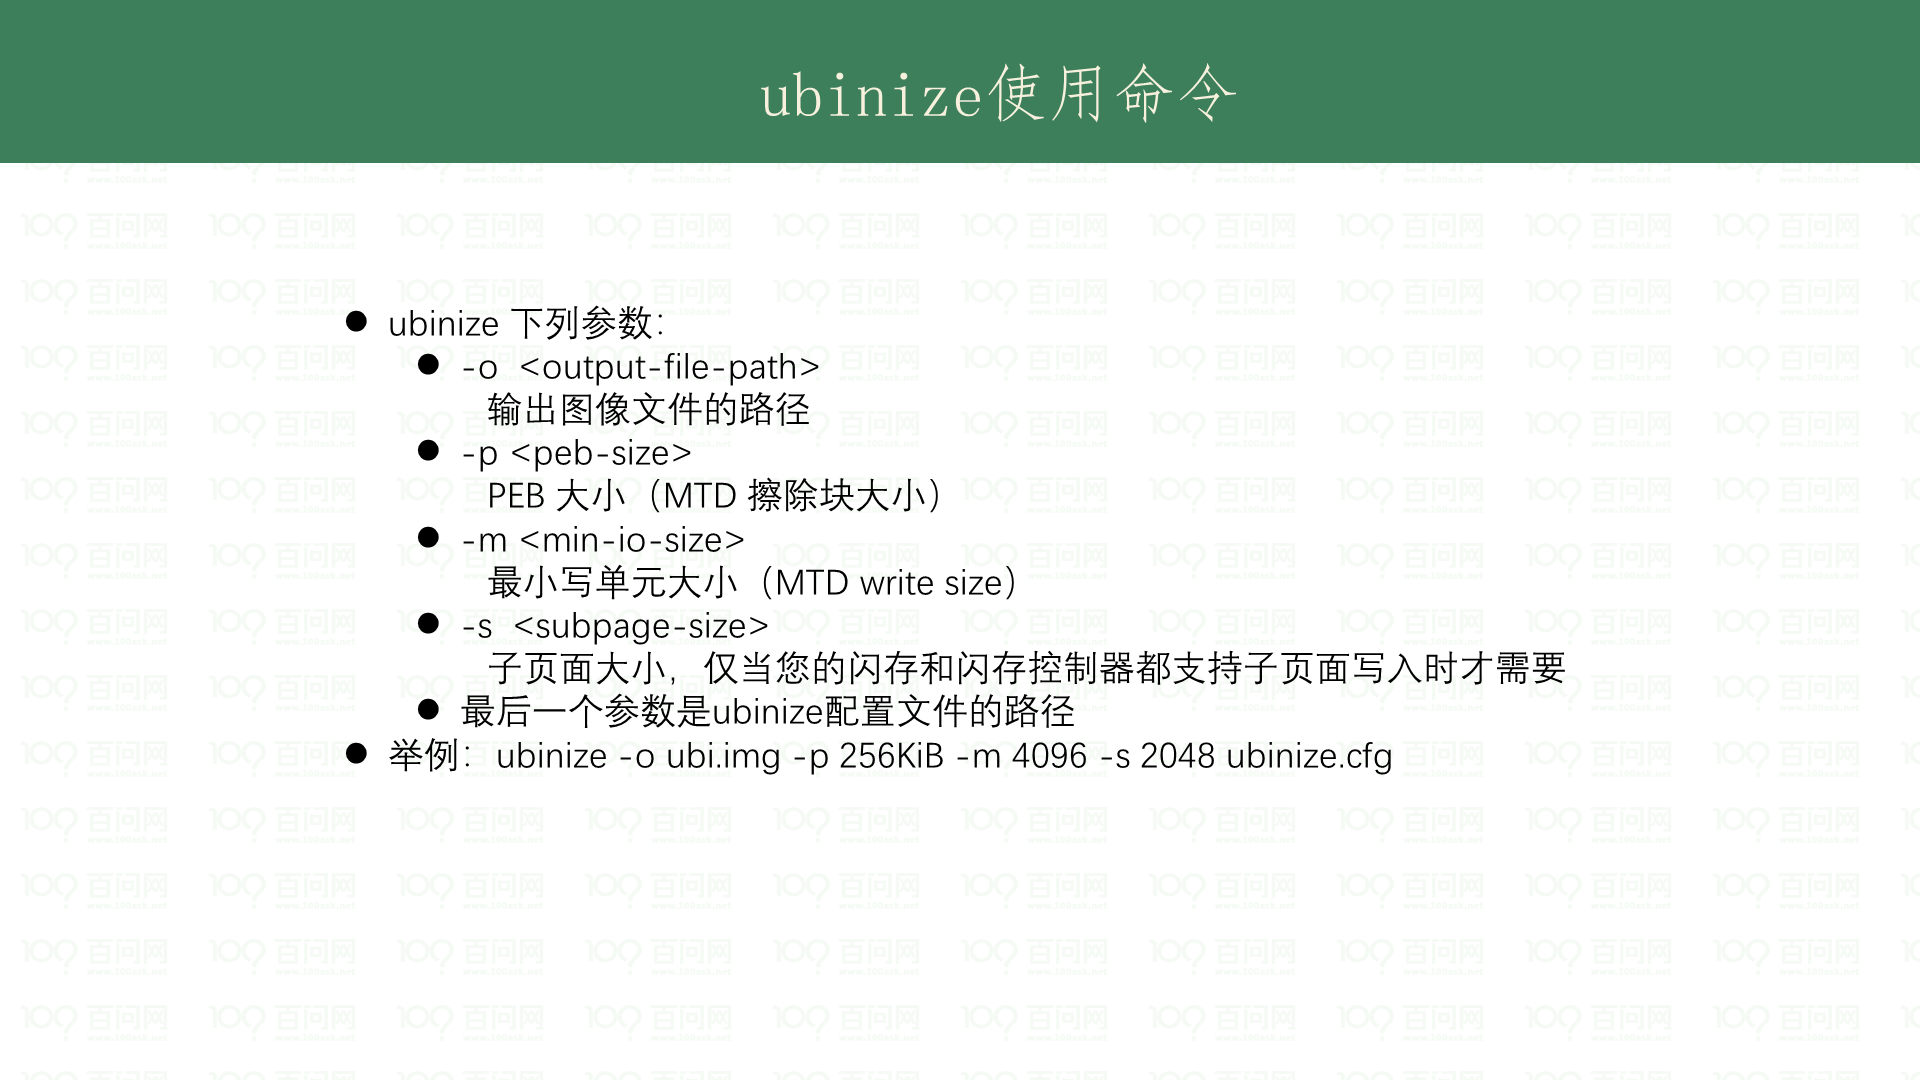 ubinize使用命令
ubinize 下列参数：
-o  <output-file-path>
输出图像文件的路径
-p <peb-size>
PEB 大小（MTD 擦除块大小）
-m <min-io-size>
最小写单元大小（MTD write size）
-s  <subpage-size>
子页面大小，仅当您的闪存和闪存控制器都支持子页面写入时才需要
最后一个参数是ubinize配置文件的路径
举例： ubinize -o ubi.img -p 256KiB -m 4096 -s 2048 ubinize.cfg
百问网
www.100ask.net